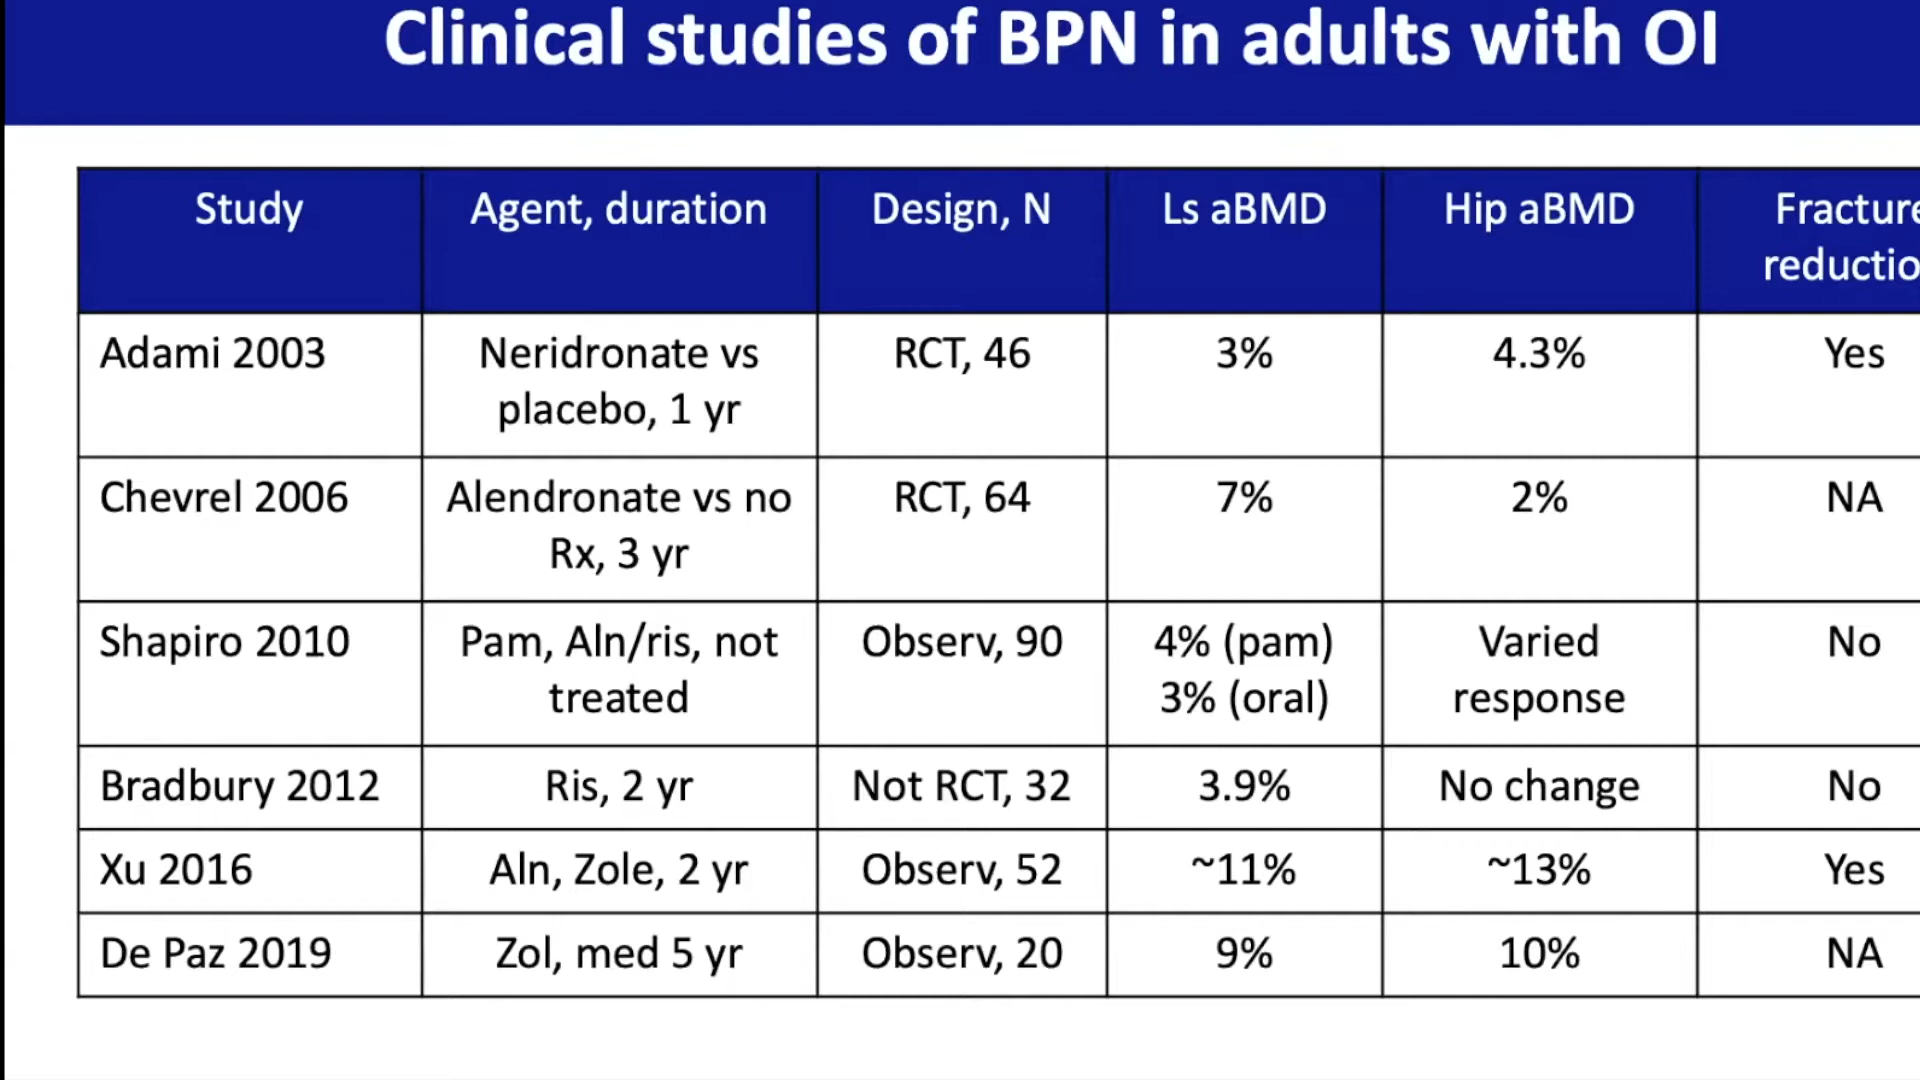 Clinical studies of BPN in adults with OI
Study Agent, duration Design, N Ls aBMD Hip aBMD Fracture
reductio
Adami 2003 Neridronate vs RCT, 46 3% 4.3% Yes
placebo, 1 yr
Chevrel 2006 Alendronate vs no RCT, 64 7% 2% NA
Rx, 3 yr
Shapiro 2010 Pam, Aln/ris, not Observ, 90 4% (pam) Varied No
treated 3% (oral) response
Bradbury 2012 Ris, 2 yr Not RCT, 32 3.9% No change No
Xu 2016 Aln, Zole, 2 yr Observ, 52 ~11% ~13% Yes
De Paz 2019 Zol, med 5 yr Observ, 20 9% 10% NA